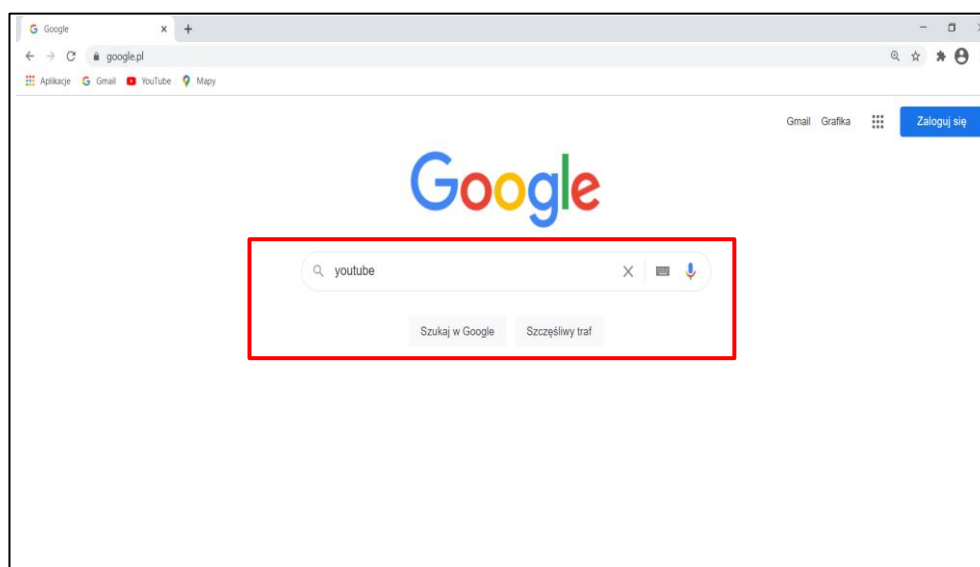 Google
google.pl
Aplikacje Gmail YouTube Mapy
Gmail Grafika Zaloguj się
Google
youtube
Szukaj w Google Szczęśliwy traf